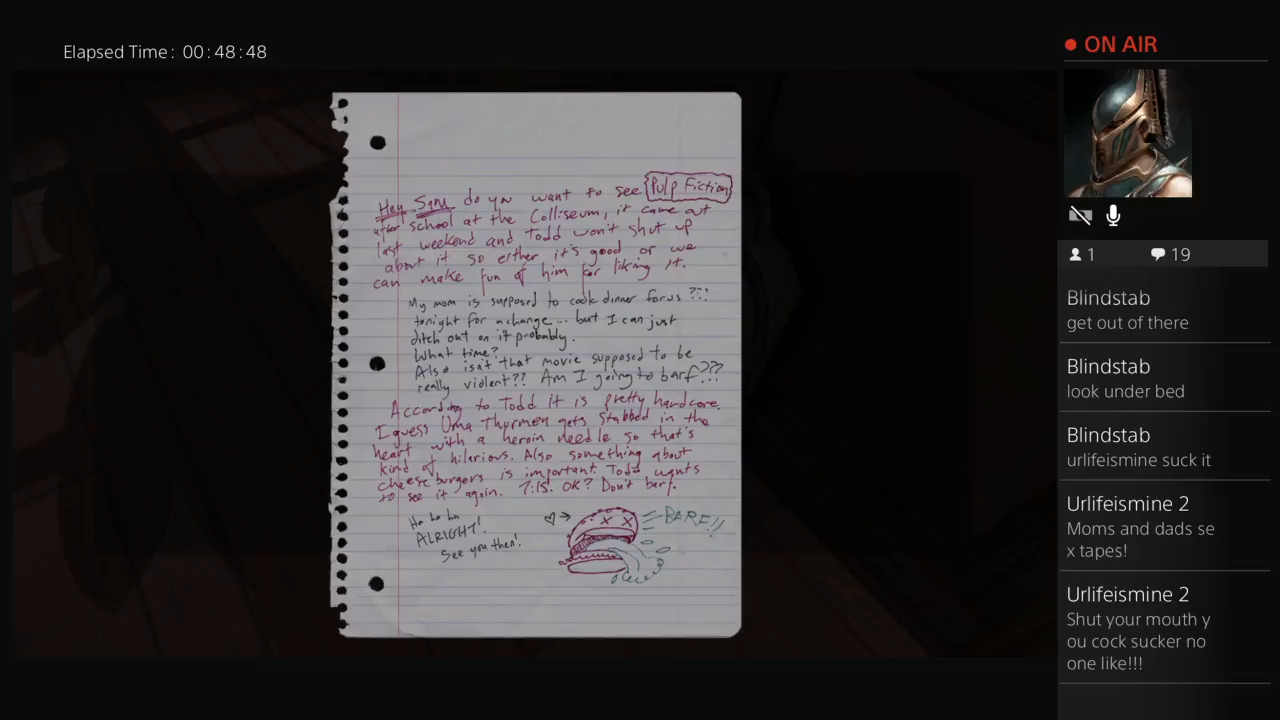 Elapsed Time: 00:48:48
Hey Sam do you want to see Pulp Fiction
after school at the Colliseum, it came out
last weekend and Todd won't shut up
about it so either it's good or we
can make fun of him for liking it.
My mom is supposed to cook dinner for us ???
tonight for a change... but I can just
ditch out on it probably.
What time?
Also isn't that movie supposed to be
really violent?? Am I going to barf???
According to Todd it is pretty hardcore.
I guess Uma Thurman gets stabbed in the
heart with a heroin needle so that's
kind of hilarious. Also something about
cheeseburgers is important. Todd wants
to see it again. 7:15. OK? Don't barf.
Ha ha ha
ALRIGHT!
See you then!
BARF!!
ON AIR
1
19
Blindstab
get out of there
Blindstab
look under bed
Blindstab
urlifeismine suck it
Urlifeismine 2
Moms and dads se
x tapes!
Urlifeismine 2
Shut your mouth y
ou cock sucker no
one like!!!